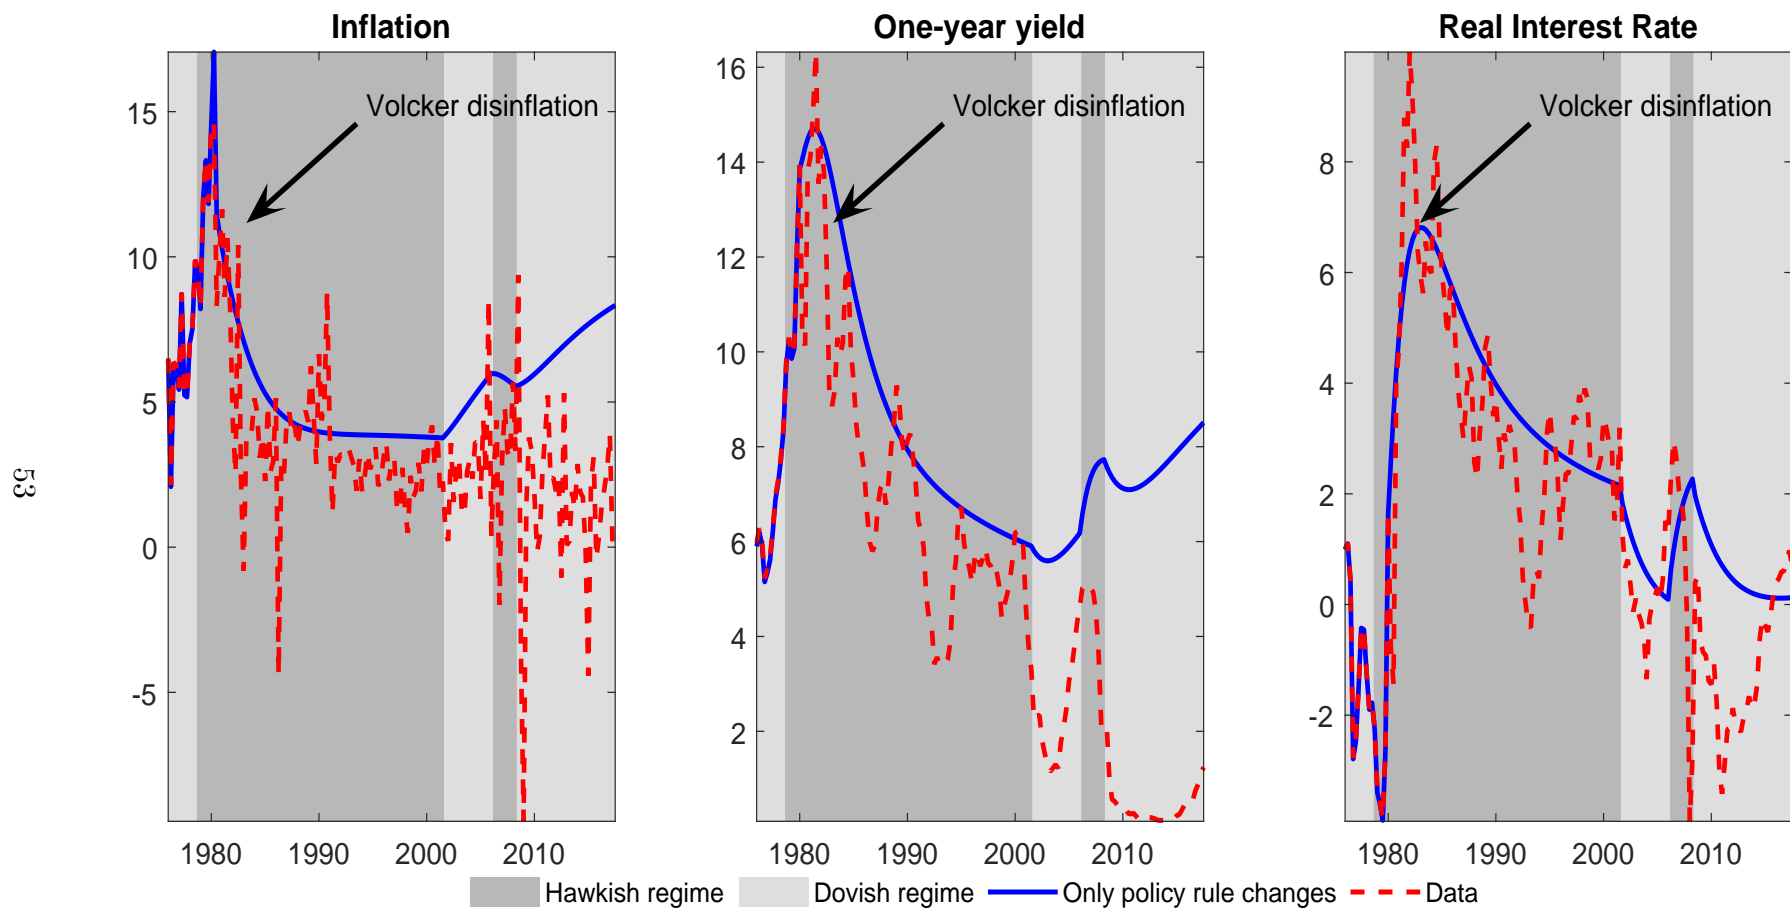 Inflation
One-year yield
Real Interest Rate
Volcker disinflation
Volcker disinflation
Volcker disinflation
15
10
5
0
-5
1980 1990 2000 2010
16
14
12
10
8
6
4
2
1980 1990 2000 2010
8
6
4
2
0
-2
1980 1990 2000 2010
Hawkish regime Dovish regime Only policy rule changes Data
53